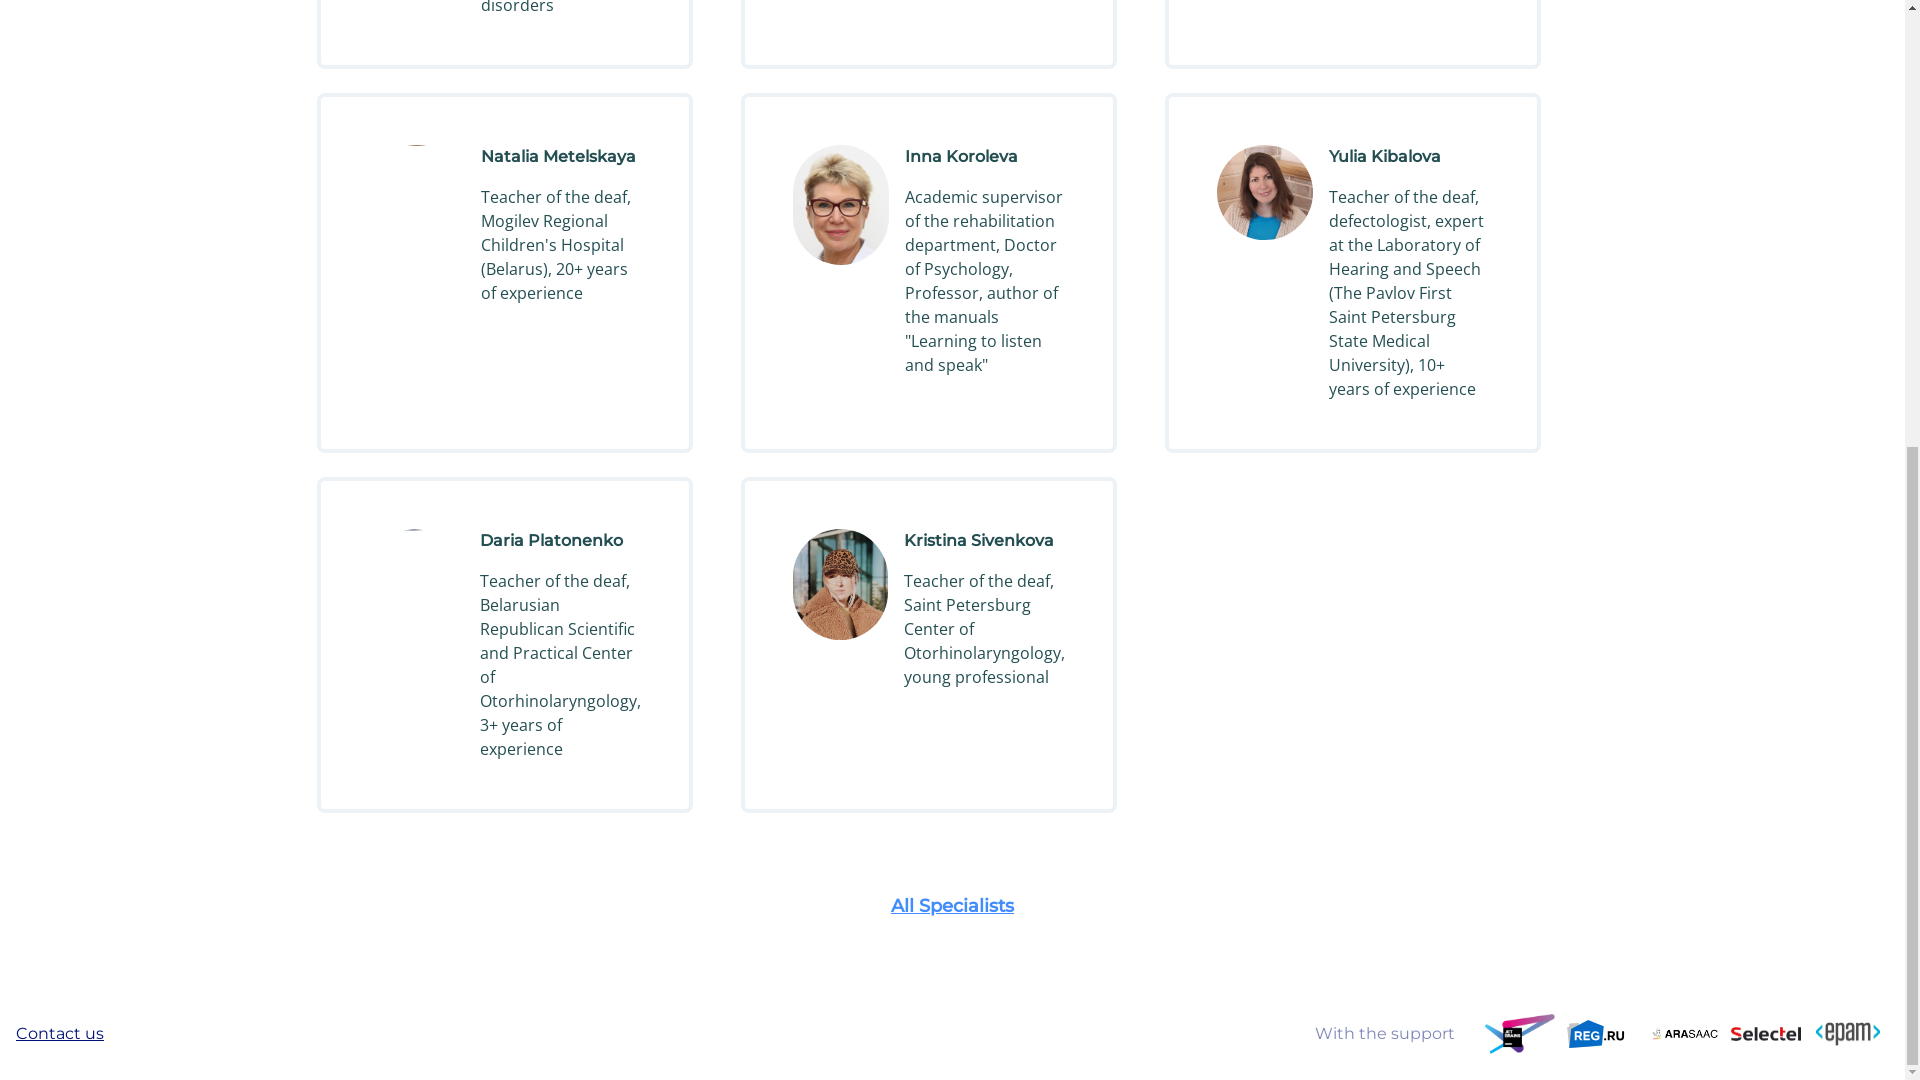 disorders
Natalia Metelskaya
Teacher of the deaf,
Mogilev Regional
Children's Hospital
(Belarus), 20+ years
of experience
Inna Koroleva
Academic supervisor
of the rehabilitation
department, Doctor
of Psychology,
Professor, author of
the manuals
"Learning to listen
and speak"
Yulia Kibalova
Teacher of the deaf,
defectologist, expert
at the Laboratory of
Hearing and Speech
(The Pavlov First
Saint Petersburg
State Medical
University), 10+
years of experience
Daria Platonenko
Teacher of the deaf,
Belarusian
Republican Scientific
and Practical Center
of
Otorhinolaryngology,
3+ years of
experience
Kristina Sivenkova
Teacher of the deaf,
Saint Petersburg
Center of
Otorhinolaryngology,
young professional
All Specialists
Contact us
With the support
JET
BRAINS
REG.RU
ARASAAC
Selectel
<epam>